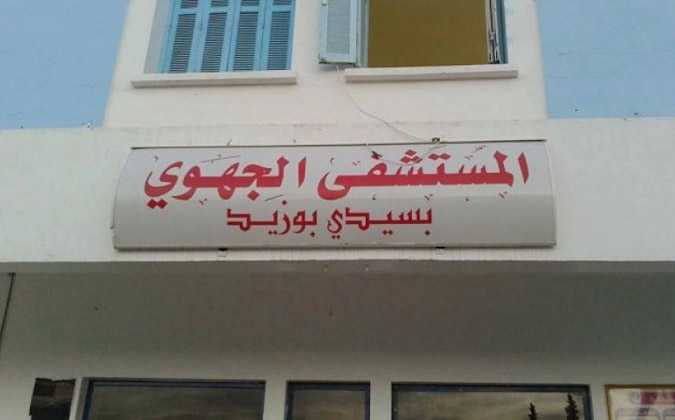 المستشفى الجهوي
بسيدي بوزيد